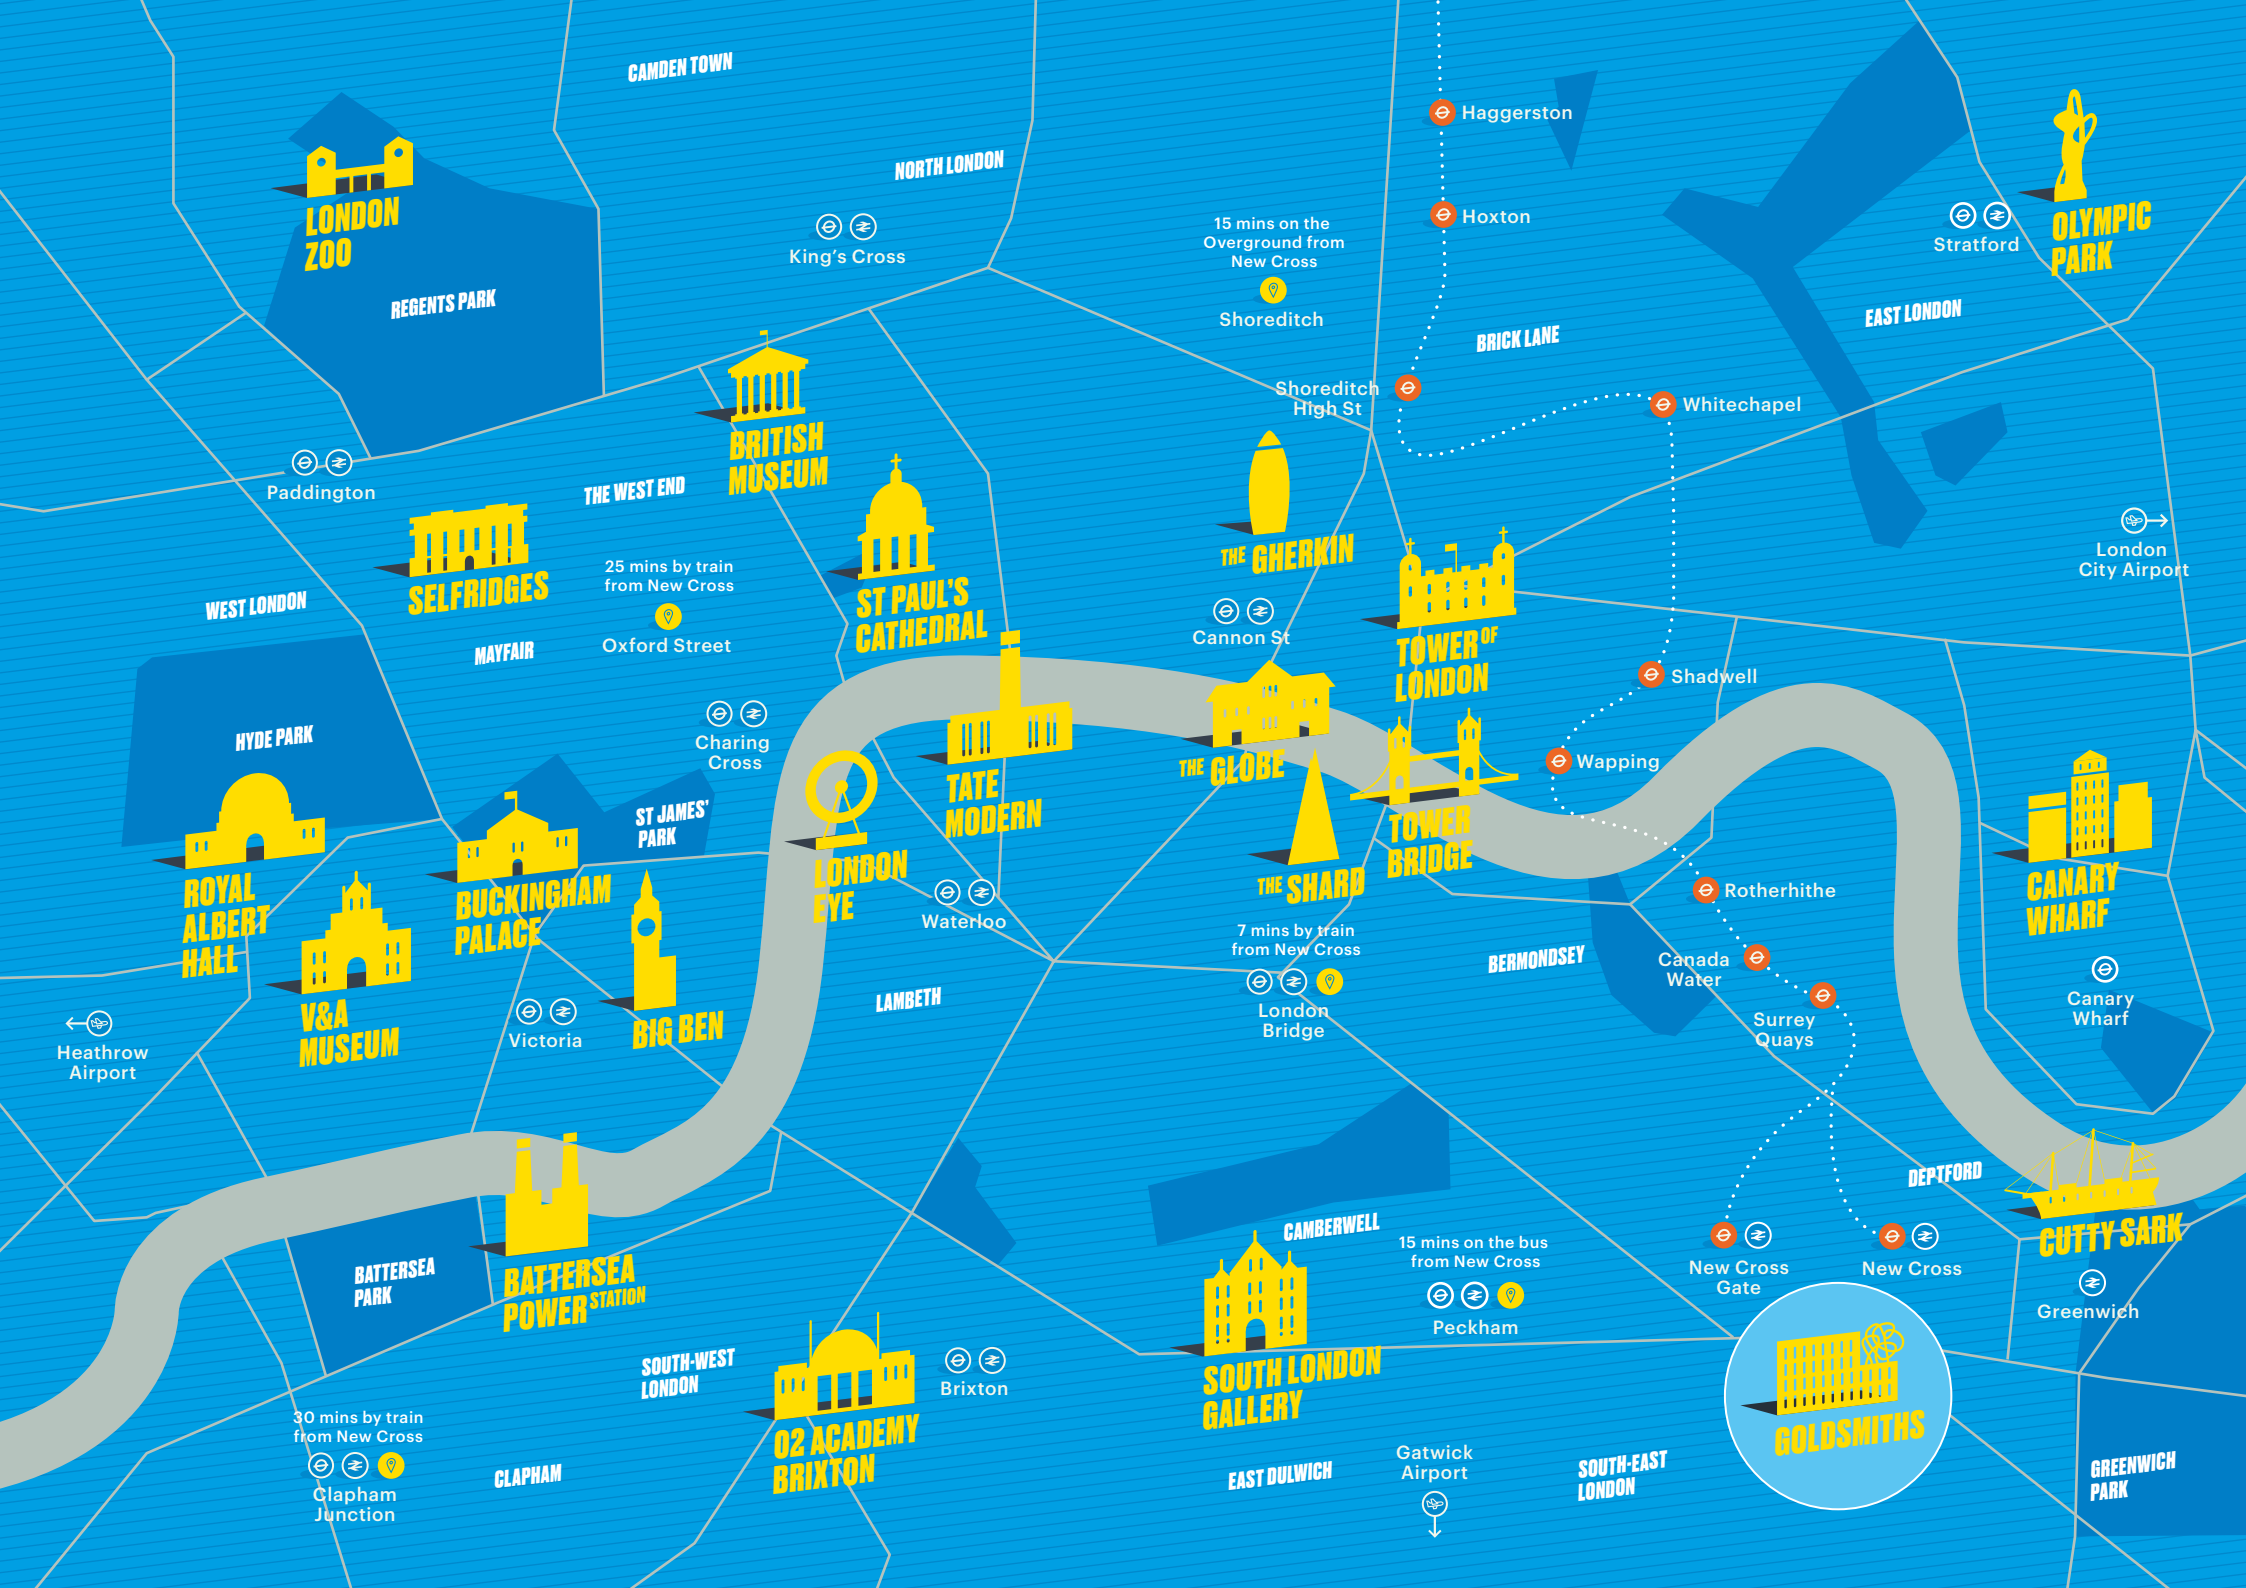 CAMDEN TOWN
Haggerston
NORTH LONDON
LONDON
ZOO
King's Cross
Hoxton
15 mins on the
Overground from
New Cross
Shoreditch
Stratford
OLYMPIC
PARK
REGENTS PARK
EAST LONDON
BRICK LANE
Shoreditch
High St
Whitechapel
BRITISH
MUSEUM
Paddington
THE WEST END
SELFRIDGES
25 mins by train
from New Cross
Oxford Street
ST PAUL'S
CATHEDRAL
THE GHERKIN
London
City Airport
WEST LONDON
MAYFAIR
Cannon St
TOWER OF
LONDON
Shadwell
HYDE PARK
Charing
Cross
TATE
MODERN
THE GLOBE
Wapping
ST JAMES'
PARK
TOWER
BRIDGE
ROYAL
ALBERT
HALL
BUCKINGHAM
PALACE
LONDON
EYE
Waterloo
THE SHARD
7 mins by train
from New Cross
London
Bridge
Rotherhithe
CANARY
WHARF
BERMONDSEY
Canada
Water
Surrey
Quays
Canary
Wharf
V&A
MUSEUM
Victoria
BIG BEN
LAMBETH
Heathrow
Airport
DEPTFORD
BATTERSEA
PARK
BATTERSEA
POWER STATION
CAMBERWELL
15 mins on the bus
from New Cross
Peckham
New Cross
Gate
New Cross
CUTTY SARK
Greenwich
SOUTH-WEST
LONDON
Brixton
SOUTH LONDON
GALLERY
30 mins by train
from New Cross
Clapham
Junction
CLAPHAM
O2 ACADEMY
BRIXTON
EAST DULWICH
Gatwick
Airport
SOUTH-EAST
LONDON
GOLDSMITHS
GREENWICH
PARK